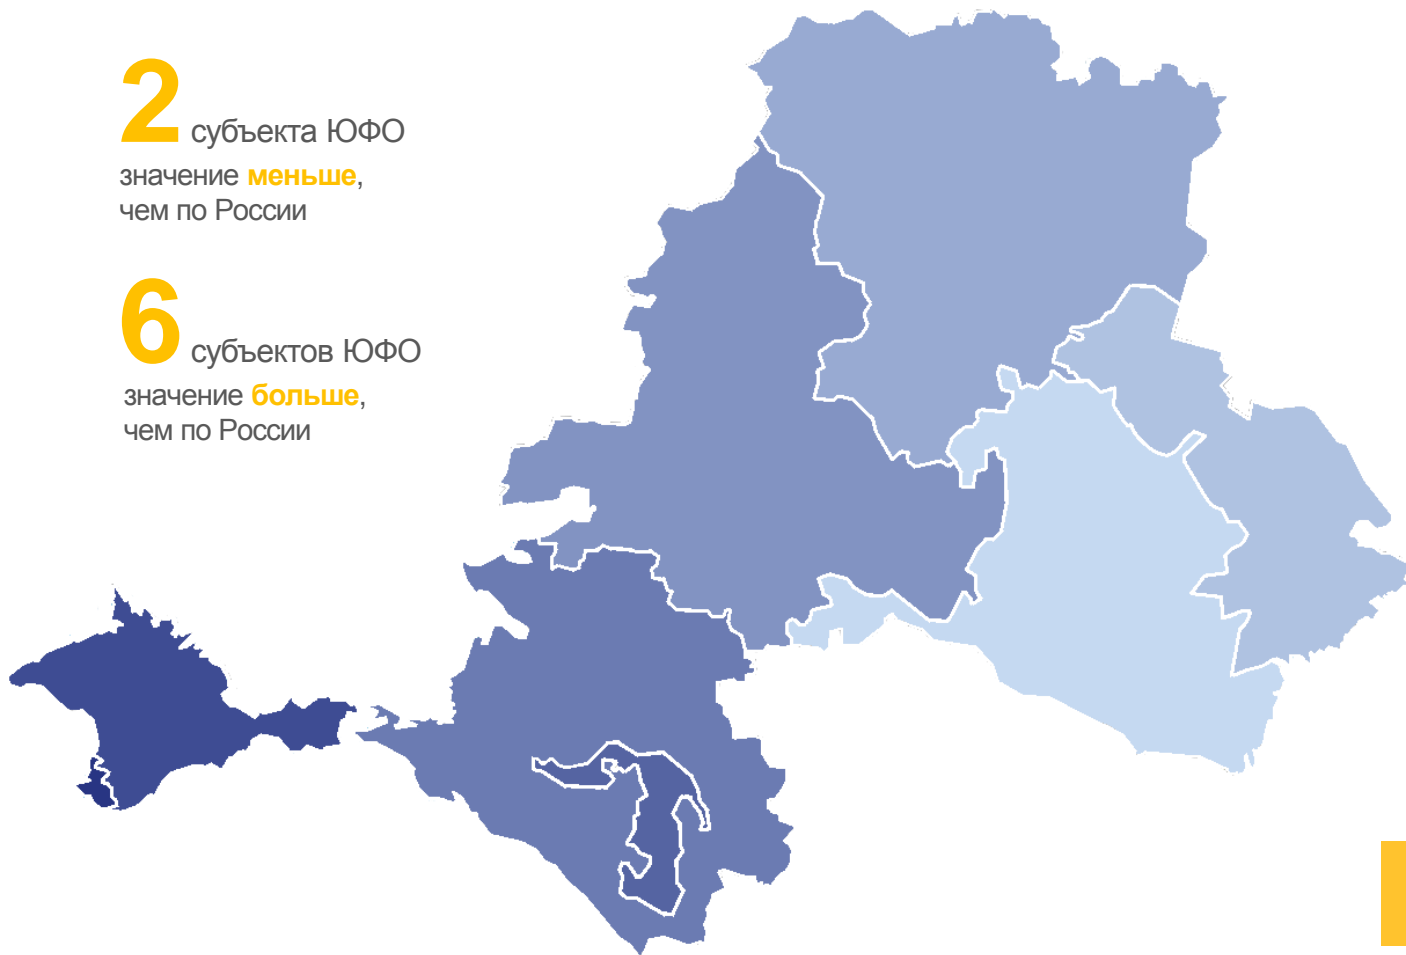 2 субъекта ЮФО
значение меньше,
чем по России
6 субъектов ЮФО
значение больше,
чем по России